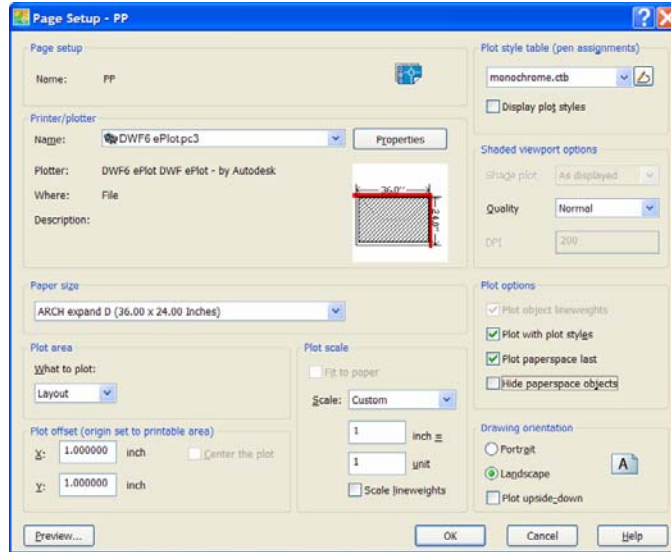 Page Setup - PP
Page setup
Name: PP
Printer/plotter
Name: DWF6 ePlot.pc3
Properties
Plotter: DWF6 ePlot DWF ePlot - by Autodesk
Where: File
Description:
36.0''
24.0''
Paper size
ARCH expand D (36.00 x 24.00 Inches)
Plot area
What to plot:
Layout
Plot offset (origin set to printable area)
X: 1.000000 inch
Center the plot
Y: 1.000000 inch
Plot scale
Fit to paper
Scale: Custom
1 inch =
1 unit
Scale lineweights
Plot style table (pen assignments)
monochrome.ctb
Display plot styles
Shaded viewport options
Shade plot As displayed
Quality Normal
DPI 200
Plot options
Plot object lineweights
Plot with plot styles
Plot paperspace last
Hide paperspace objects
Drawing orientation
Portrait
Landscape
A
Plot upside-down
Preview...
OK
Cancel
Help